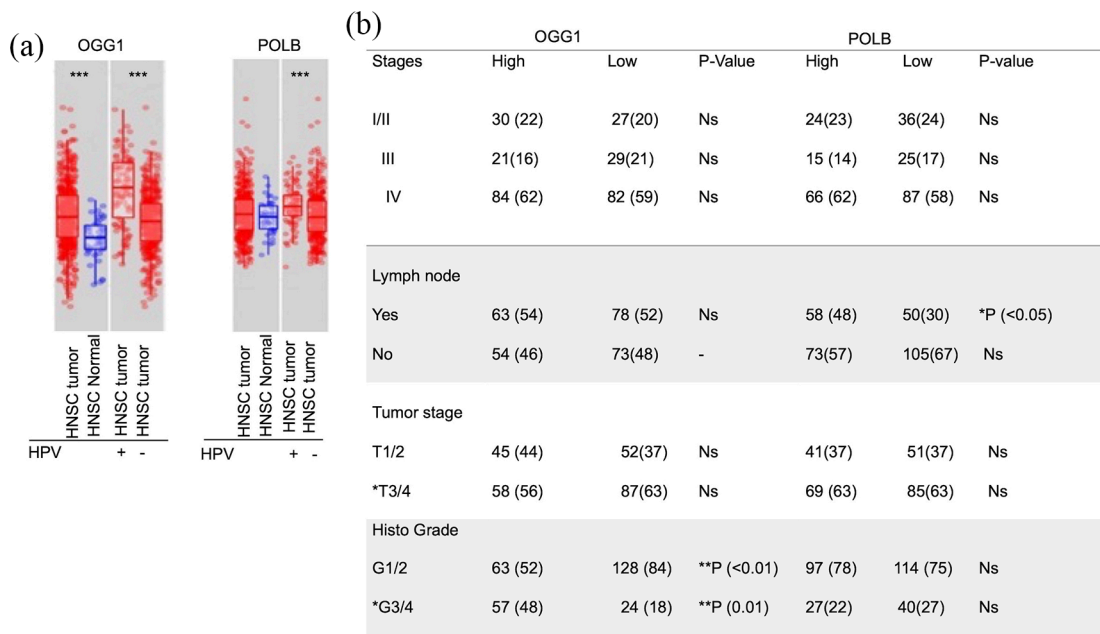 (a)
OGG1
POLB
***
***
***
HNSC tumor
HNSC Normal
HNSC tumor
HNSC tumor
HNSC tumor
HNSC Normal
HNSC tumor
HNSC tumor
HPV + -
HPV + -
(b)
OGG1 POLB
Stages High Low P-Value High Low P-value
I/II 30 (22) 27(20) Ns 24(23) 36(24) Ns
III 21(16) 29(21) Ns 15 (14) 25(17) Ns
IV 84 (62) 82 (59) Ns 66 (62) 87 (58) Ns
Lymph node
Yes 63 (54) 78 (52) Ns 58 (48) 50(30) *P (<0.05)
No 54 (46) 73(48) - 73(57) 105(67) Ns
Tumor stage
T1/2 45 (44) 52(37) Ns 41(37) 51(37) Ns
*T3/4 58 (56) 87(63) Ns 69 (63) 85(63) Ns
Histo Grade
G1/2 63 (52) 128 (84) **P (<0.01) 97 (78) 114 (75) Ns
*G3/4 57 (48) 24 (18) **P (0.01) 27(22) 40(27) Ns